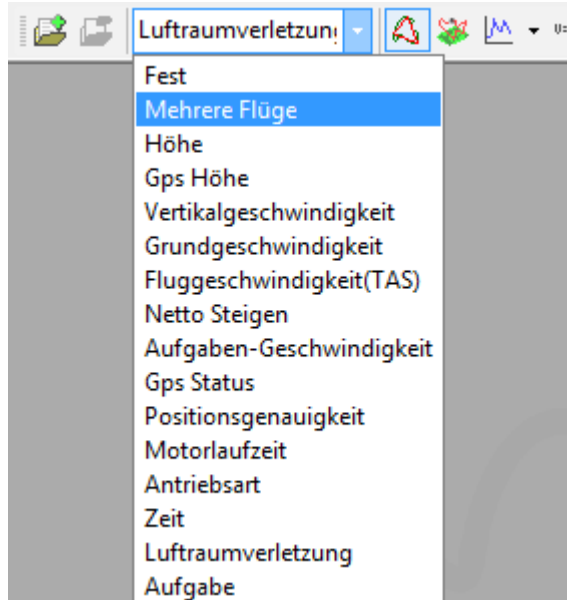 Luftraumverletzun
Fest
Mehrere Flüge
Höhe
Gps Höhe
Vertikalgeschwindigkeit
Grundgeschwindigkeit
Fluggeschwindigkeit(TAS)
Netto Steigen
Aufgaben-Geschwindigkeit
Gps Status
Positionsgenauigkeit
Motorlaufzeit
Antriebsart
Zeit
Luftraumverletzung
Aufgabe